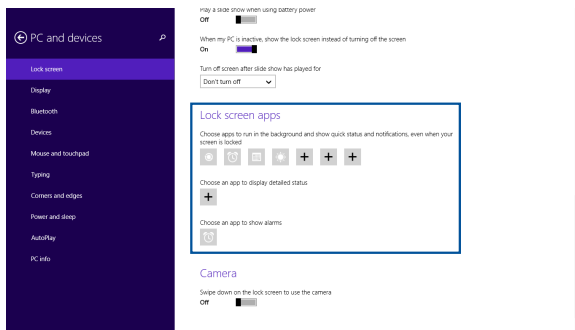 PC and devices
Lock screen
Display
Bluetooth
Devices
Mouse and touchpad
Typing
Corners and edges
Power and sleep
AutoPlay
PC info
Play a slide show when using battery power
Off
When my PC is inactive, show the lock screen instead of turning off the screen
On
Turn off screen after slide show has played for
Don't turn off
Lock screen apps
Choose apps to run in the background and show quick status and notifications, even when your
screen is locked
Choose an app to display detailed status
Choose an app to show alarms
Camera
Swipe down on the lock screen to use the camera
Off